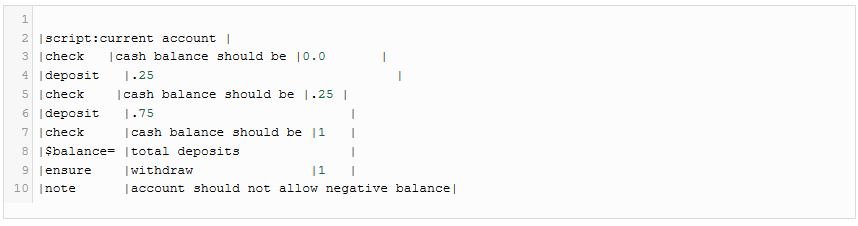 1
2 |script:current account |
3 |check   |cash balance should be |0.0       |
4 |deposit   |.25                               |
5 |check    |cash balance should be |.25 |
6 |deposit   |.75                         |
7 |check     |cash balance should be |1   |
8 |$balance= |total deposits              |
9 |ensure    |withdraw               |1   |
10 |note      |account should not allow negative balance|